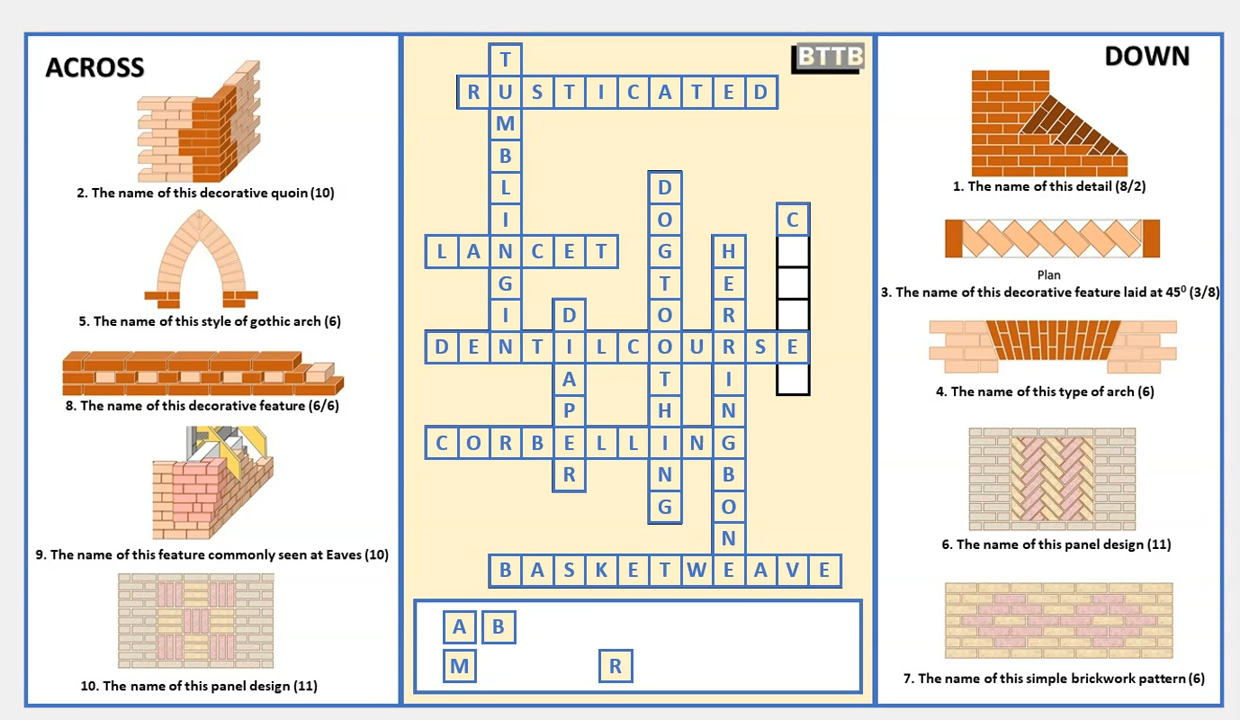 ACROSS
2. The name of this decorative quoin (10)
5. The name of this style of gothic arch (6)
8. The name of this decorative feature (6/6)
9. The name of this feature commonly seen at Eaves (10)
10. The name of this panel design (11)
BTTB
T
RUSTICATED
M
B
L D
I O C
LANCET G H
G T E
I D O R
DENTILCOURSE
A T I
P H N
CORBELLING G
R N B
G O
N
BASKETWEAVE
A B
M R
DOWN
1. The name of this detail (8/2)
Plan
3. The name of this decorative feature laid at 45⁰ (3/8)
4. The name of this type of arch (6)
6. The name of this panel design (11)
7. The name of this simple brickwork pattern (6)